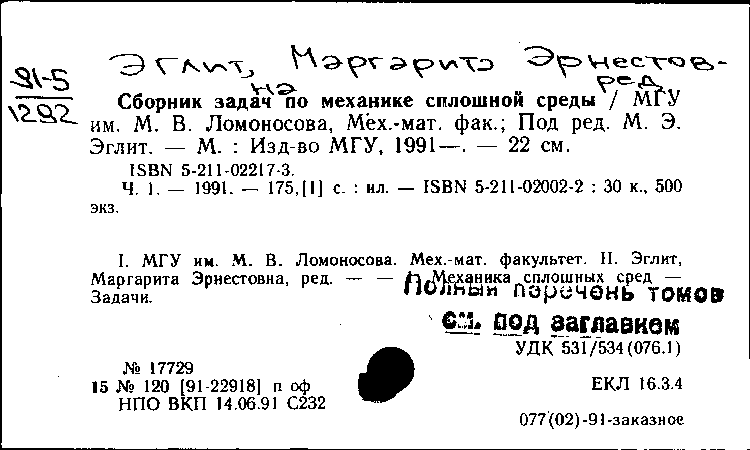 Эглит, Маргарита Эрнестов-
на ред.
91-5
1292
Сборник задач по механике сплошной среды / МГУ
им. М. В. Ломоносова, Мех.-мат. фак.; Под ред. М. Э.
Эглит. — М. : Изд-во МГУ, 1991—. — 22 см.
ISBN 5-211-02217-3.
Ч. 1. — 1991. — 175,[1] с. : ил. — ISBN 5-211-02002-2 : 30 к., 500
экз.
I. МГУ им. М. В. Ломоносова. Мех.-мат. факультет. II. Эглит,
Маргарита Эрнестовна, ред. — — 1. Механика сплошных сред —
Задачи.
Полный перечень томов
см. под заглавием
УДК 531/534(076.1)
№ 17729
15 № 120 [91-22918] п оф
ЕКЛ 16.3.4
НПО ВКП 14.06.91 С232
077(02)-91-заказное